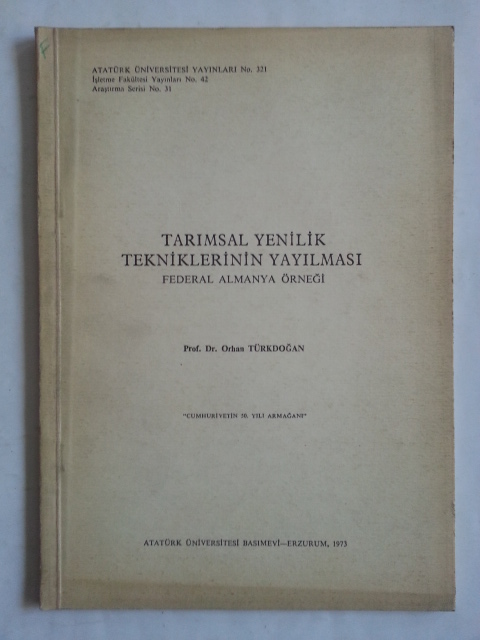 ATATÜRK ÜNİVERSİTESİ YAYINLARI No. 321
İşletme Fakültesi Yayınları No. 42
Araştırma Serisi No. 31
TARIMSAL YENİLİK
TEKNİKLERİNİN YAYILMASI
FEDERAL ALMANYA ÖRNEĞİ
Prof. Dr. Orhan TÜRKDOĞAN
"CUMHURİYETİN 50. YILI ARMAĞANI"
ATATÜRK ÜNİVERSİTESİ BASIMEVİ—ERZURUM, 1973